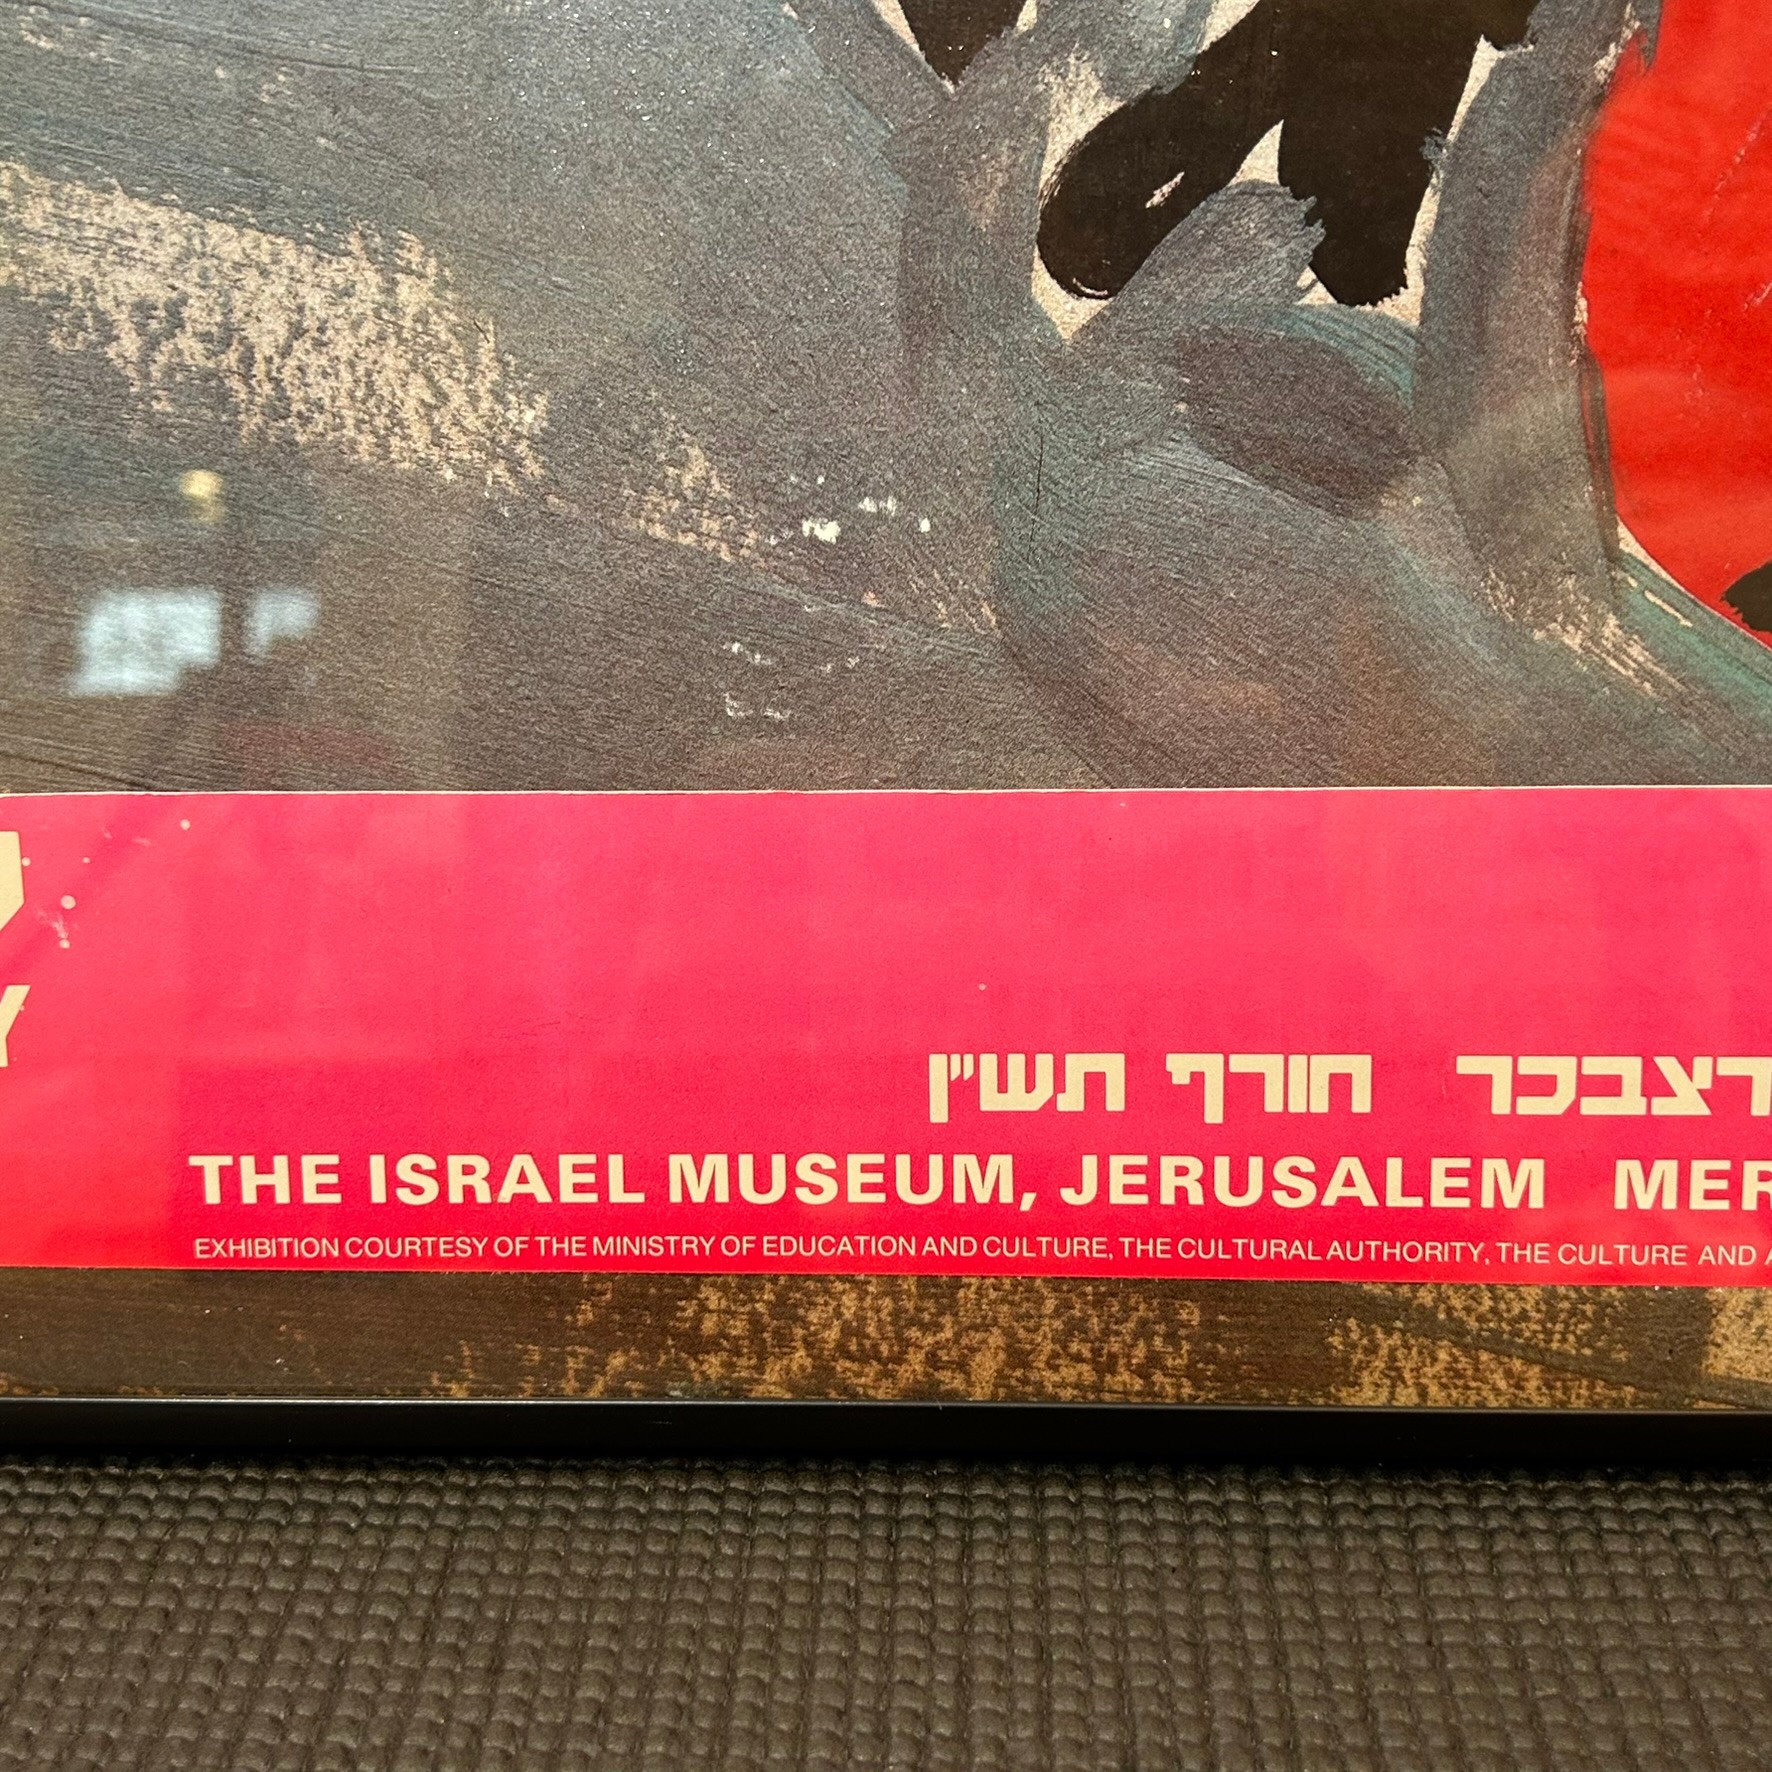 רצבכר חורף תש"ן
THE ISRAEL MUSEUM, JERUSALEM MER
EXHIBITION COURTESY OF THE MINISTRY OF EDUCATION AND CULTURE, THE CULTURAL AUTHORITY, THE CULTURE AND